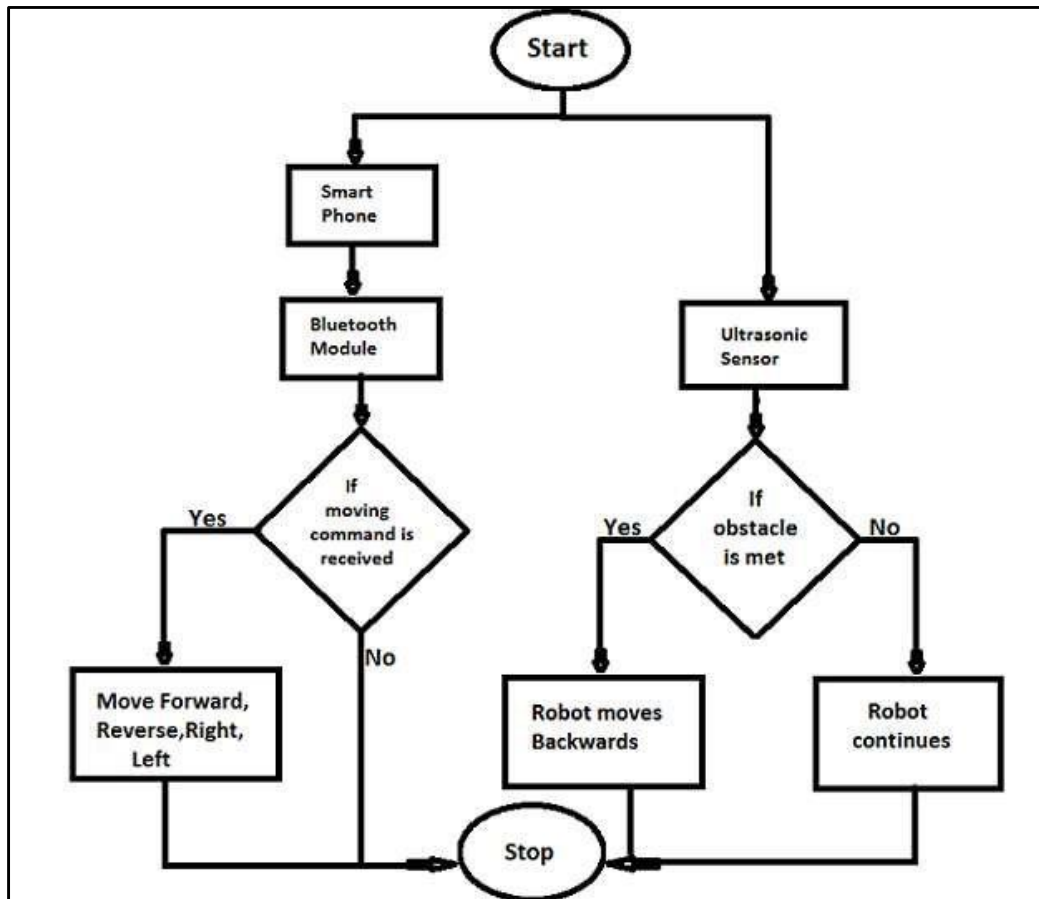 Start
Smart
Phone
Bluetooth
Module
Ultrasonic
Sensor
If
moving
command is
received
Yes
No
If
obstacle
is met
Yes
No
Move Forward,
Reverse,Right,
Left
Robot moves
Backwards
Robot
continues
Stop